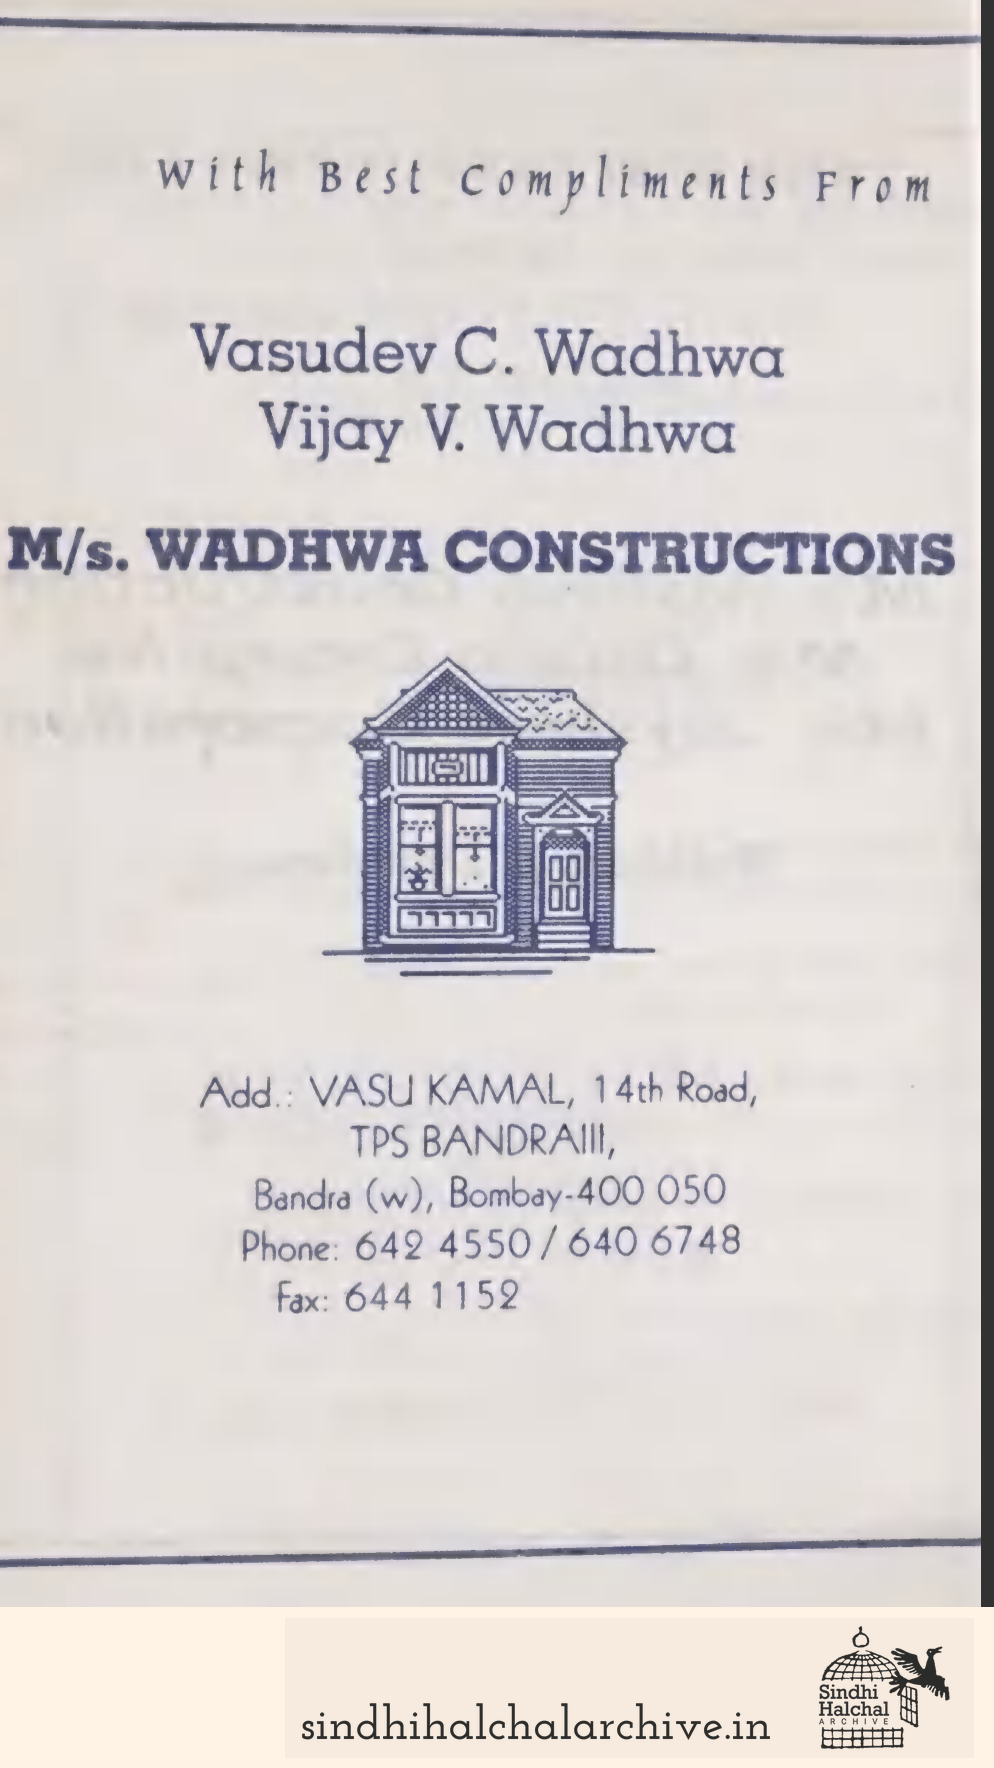 With Best Compliments From
Vasudev C. Wadhwa
Vijay V. Wadhwa
M/s. WADHWA CONSTRUCTIONS
Add.: VASU KAMAL, 14th Road,
TPS BANDRAIII,
Bandra (w), Bombay-400 050
Phone: 642 4550 / 640 6748
Fax: 644 1152
sindhihalchalarchive.in
Sindhi
Halchal
ARCHIVE